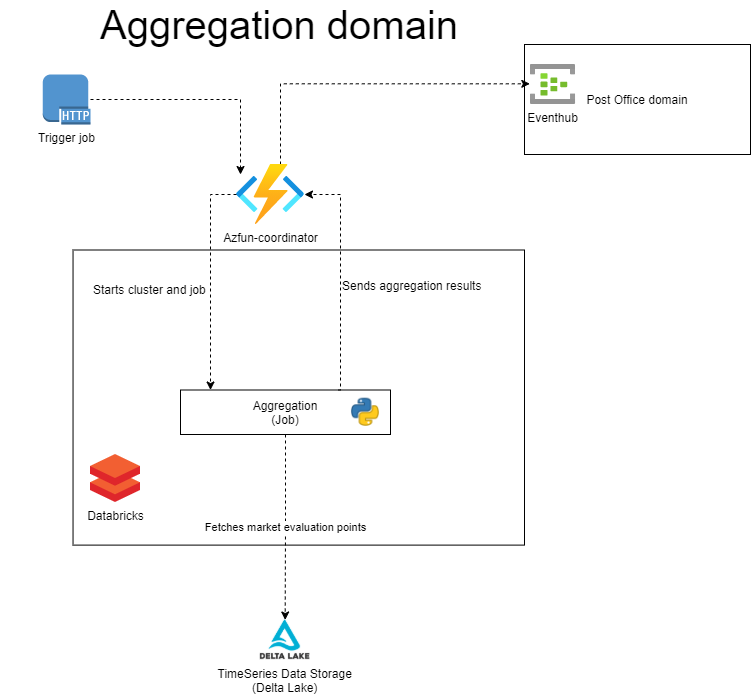 Aggregation domain
HTTP
Trigger job
Eventhub
Post Office domain
Azfun-coordinator
Starts cluster and job
Sends aggregation results
Aggregation
(Job)
Databricks
Fetches market evaluation points
DELTA LAKE
TimeSeries Data Storage
(Delta Lake)